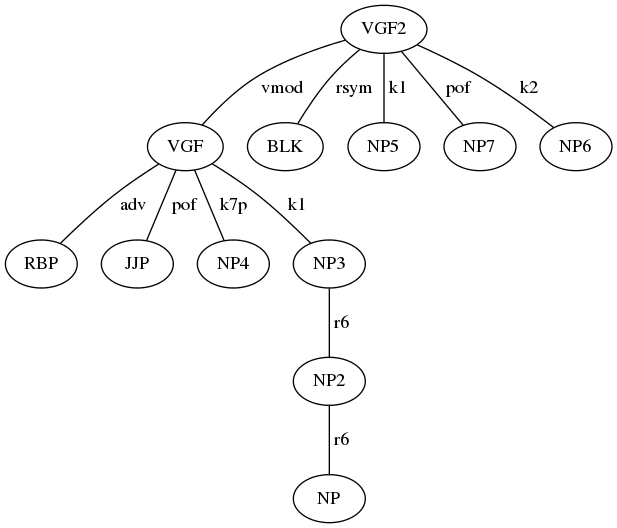 VGF2
vmod rsym k1 pof k2
VGF BLK NP5 NP7 NP6
adv pof k7p k1
RBP JJP NP4 NP3
r6
NP2
r6
NP